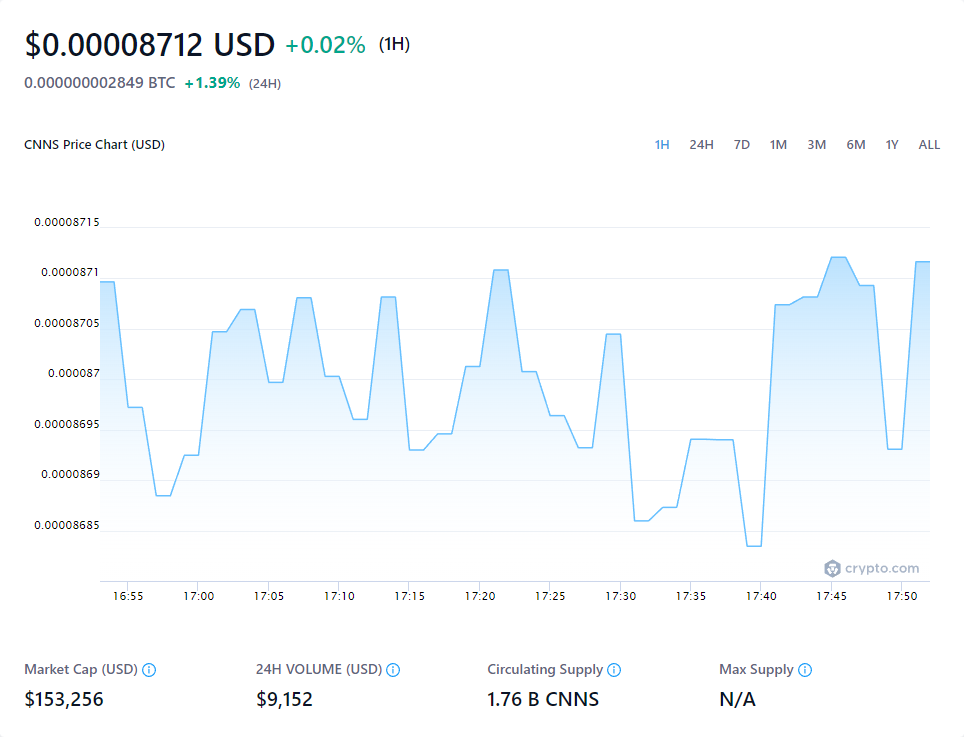 $0.00008712 USD +0.02% (1H)
0.000000002849 BTC +1.39% (24H)
CNNS Price Chart (USD) 1H 24H 7D 1M 3M 6M 1Y ALL
0.00008715
0.0000871
0.00008705
0.000087
0.00008695
0.0000869
0.00008685
crypto.com
16:55 17:00 17:05 17:10 17:15 17:20 17:25 17:30 17:35 17:40 17:45 17:50
Market Cap (USD) 24H VOLUME (USD) Circulating Supply Max Supply
$153,256 $9,152 1.76 B CNNS N/A